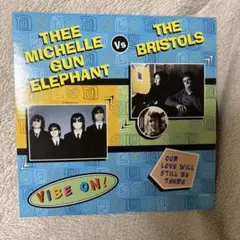 THEE
MICHELLE
GUN
ELEPHANT
Vs
THE
BRISTOLS
VIBE ON!
OUR
LOVE WILL
STILL BE
THERE